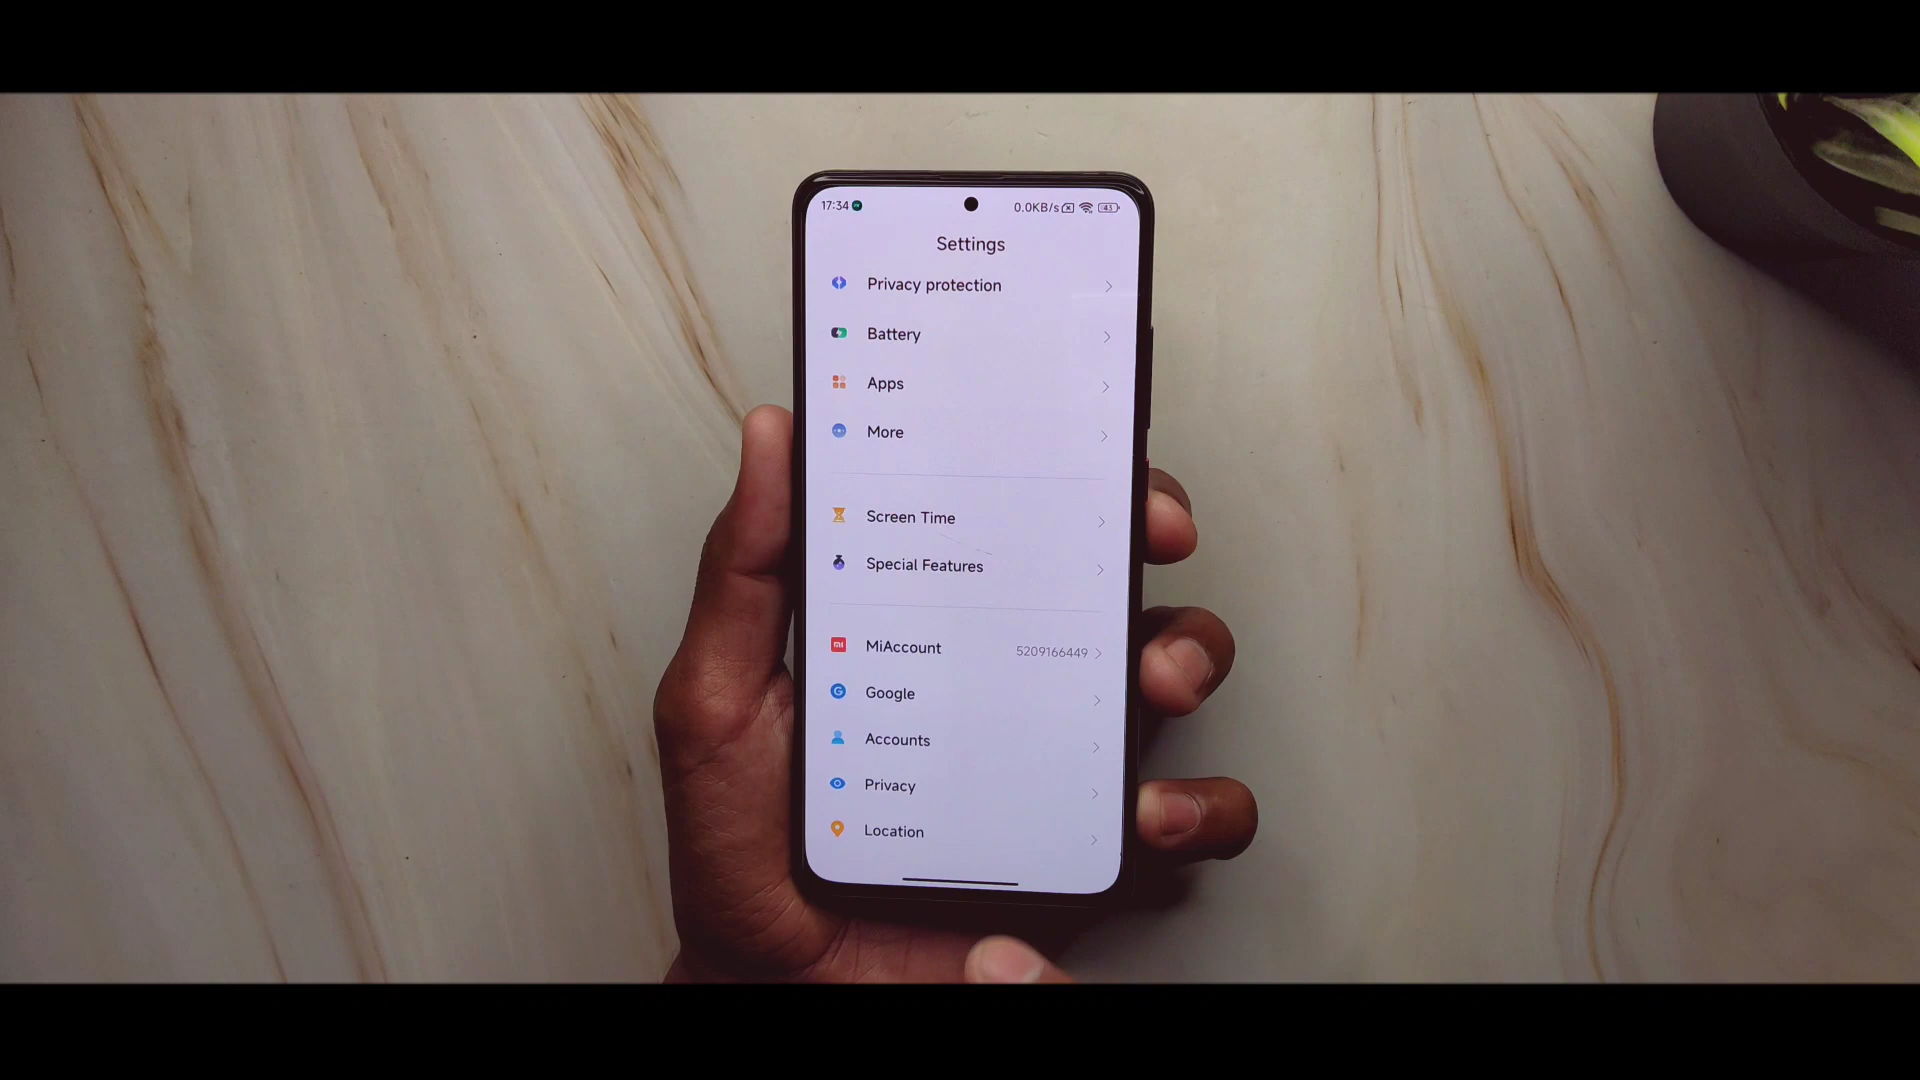 17:34 0.0KB/s 43
Settings
Privacy protection
Battery
Apps
More
Screen Time
Special Features
MiAccount 5209166449
Google
Accounts
Privacy
Location